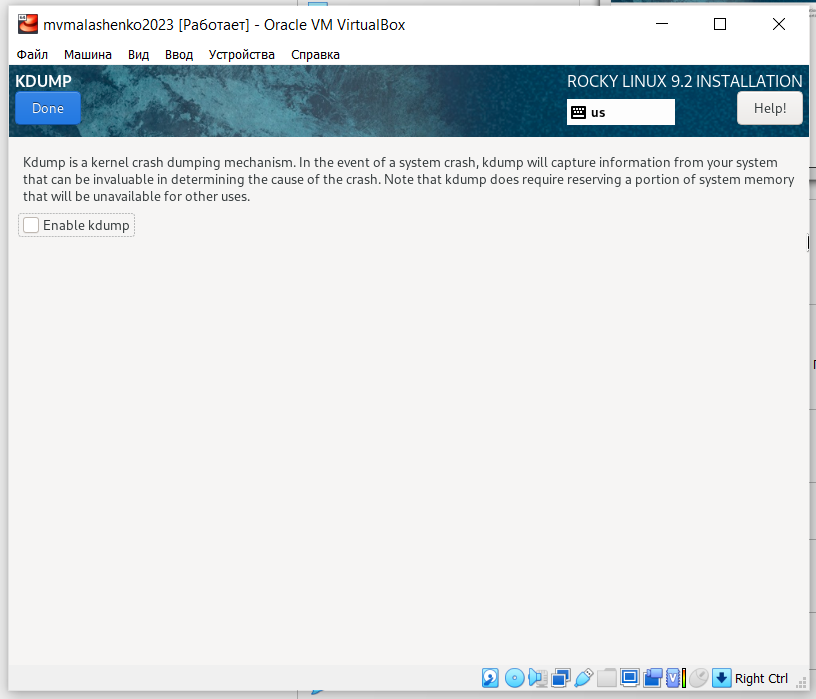 mvmalashenko2023 [Работает] - Oracle VM VirtualBox
Файл Машина Вид Ввод Устройства Справка
KDUMP
ROCKY LINUX 9.2 INSTALLATION
Done
us
Help!
Kdump is a kernel crash dumping mechanism. In the event of a system crash, kdump will capture information from your system
that can be invaluable in determining the cause of the crash. Note that kdump does require reserving a portion of system memory
that will be unavailable for other uses.
Enable kdump
Right Ctrl